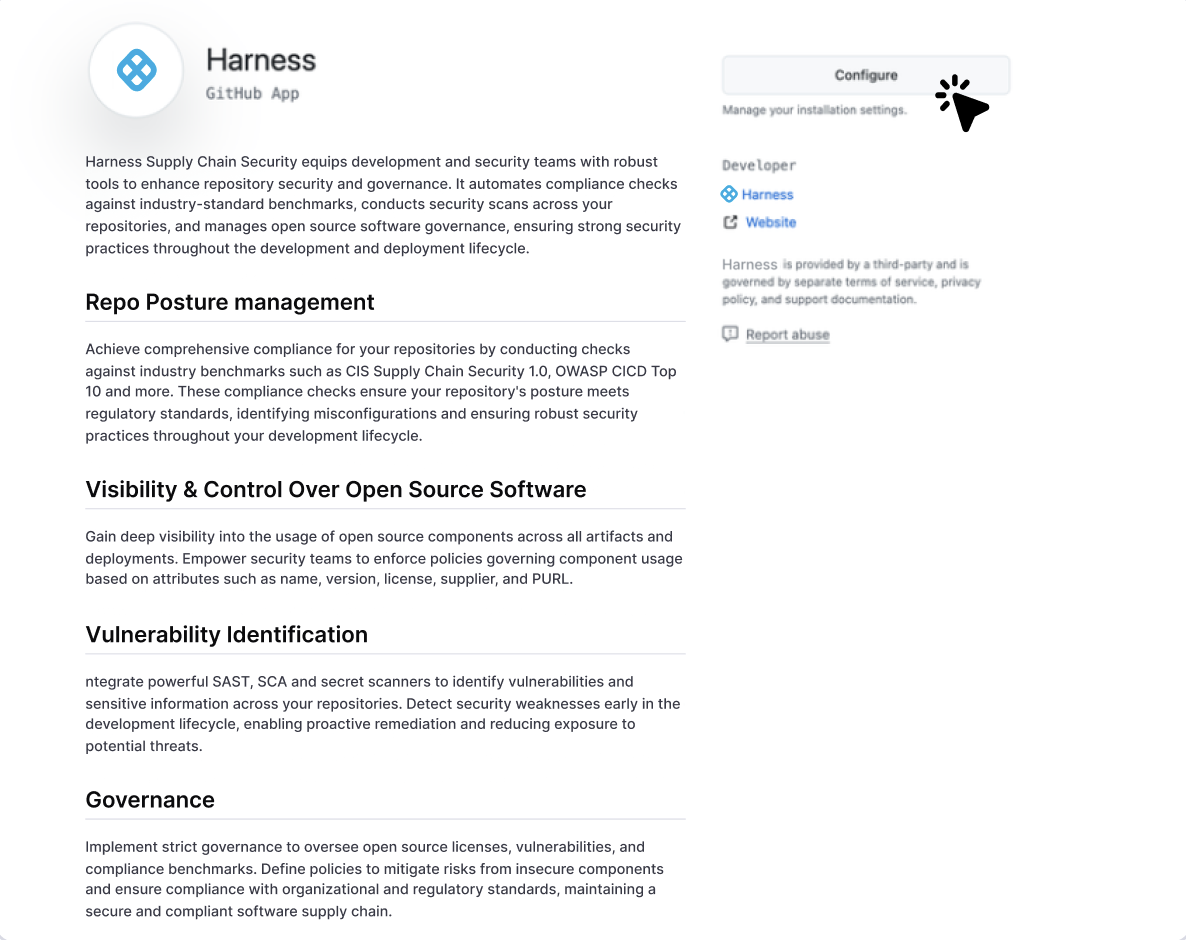 Harness
GitHub App
Harness Supply Chain Security equips development and security teams with robust
tools to enhance repository security and governance. It automates compliance checks
against industry-standard benchmarks, conducts security scans across your
repositories, and manages open source software governance, ensuring strong security
practices throughout the development and deployment lifecycle.
Repo Posture management
Achieve comprehensive compliance for your repositories by conducting checks
against industry benchmarks such as CIS Supply Chain Security 1.0, OWASP CICD Top
10 and more. These compliance checks ensure your repository's posture meets
regulatory standards, identifying misconfigurations and ensuring robust security
practices throughout your development lifecycle.
Visibility & Control Over Open Source Software
Gain deep visibility into the usage of open source components across all artifacts and
deployments. Empower security teams to enforce policies governing component usage
based on attributes such as name, version, license, supplier, and PURL.
Vulnerability Identification
ntegrate powerful SAST, SCA and secret scanners to identify vulnerabilities and
sensitive information across your repositories. Detect security weaknesses early in the
development lifecycle, enabling proactive remediation and reducing exposure to
potential threats.
Governance
Implement strict governance to oversee open source licenses, vulnerabilities, and
compliance benchmarks. Define policies to mitigate risks from insecure components
and ensure compliance with organizational and regulatory standards, maintaining a
secure and compliant software supply chain.
Configure
Manage your installation settings.
Developer
Harness
Website
Harness is provided by a third-party and is
governed by separate terms of service, privacy
policy, and support documentation.
Report abuse